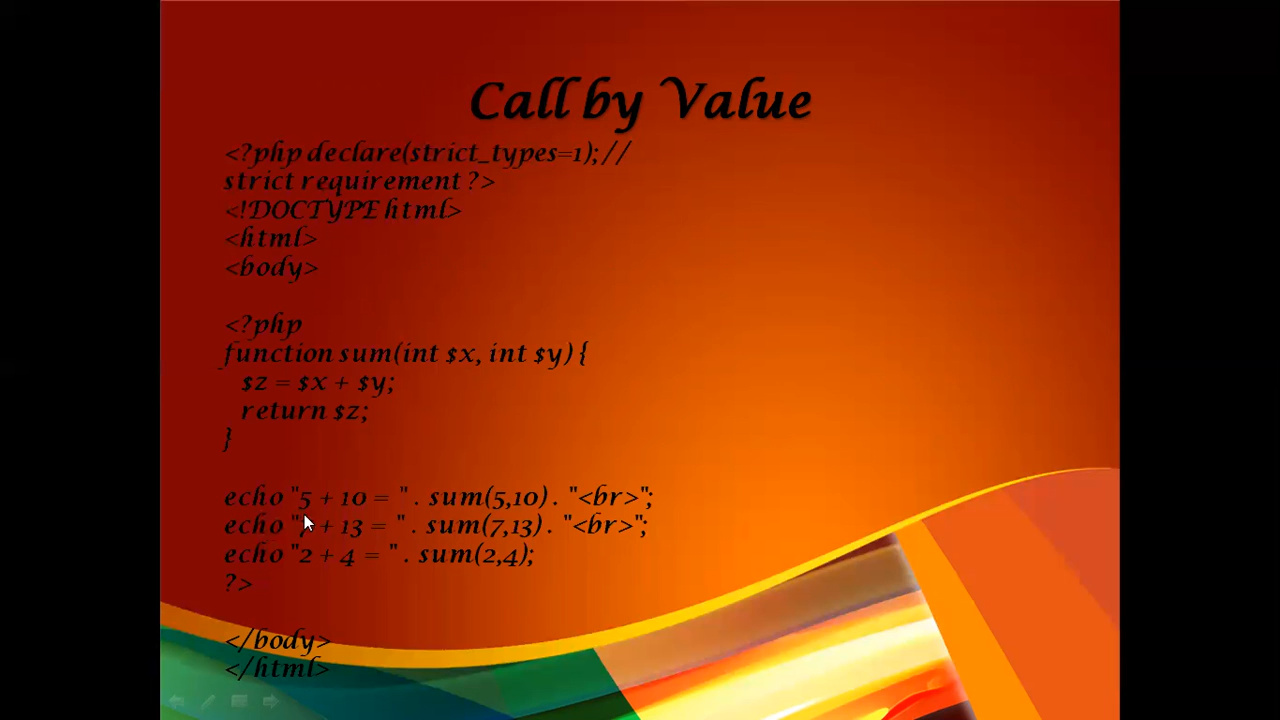 Call by Value
<?php declare(strict_types=1); //
strict requirement ?>
<!DOCTYPE html>
<html>
<body>
<?php
function sum(int $x, int $y) {
$z = $x + $y;
return $z;
}
echo "5 + 10 = " . sum(5,10) . "<br>";
echo "7 + 13 = " . sum(7,13) . "<br>";
echo "2 + 4 = " . sum(2,4);
?>
</body>
</html>